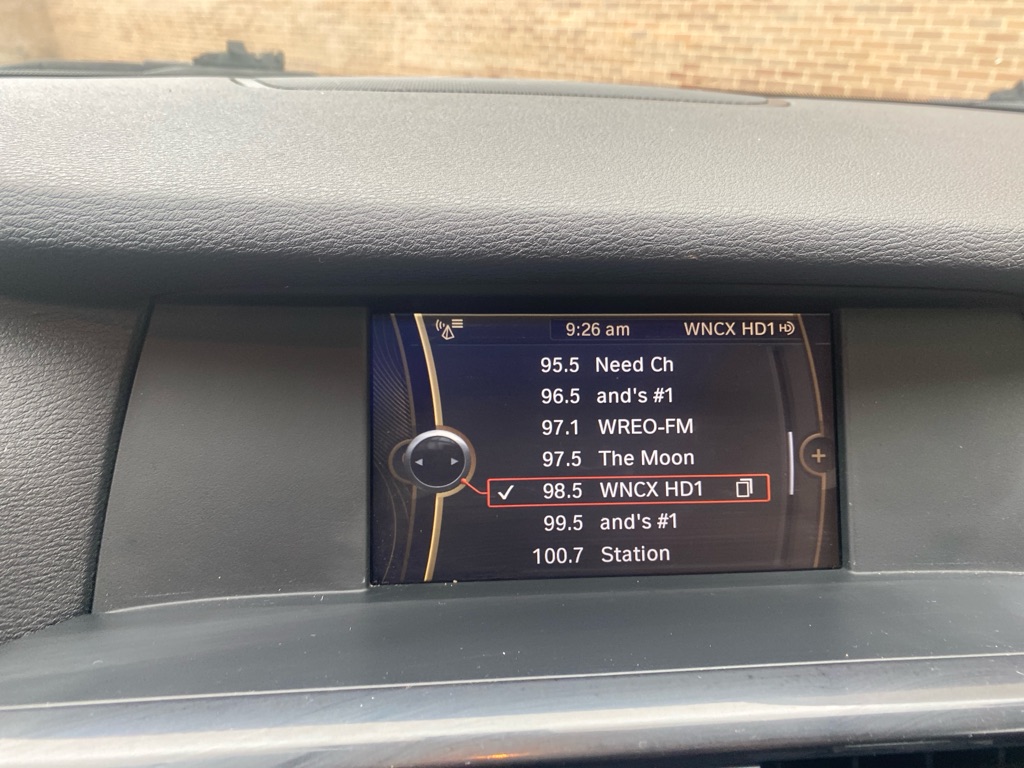 9:26 am WNCX HD1
95.5 Need Ch
96.5 and's #1
97.1 WREO-FM
97.5 The Moon
98.5 WNCX HD1
99.5 and's #1
100.7 Station